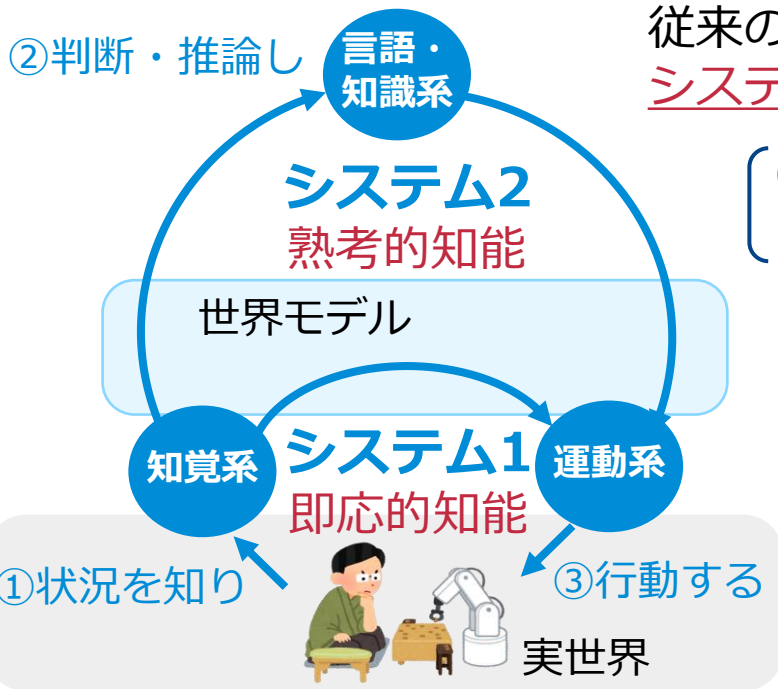 従来の
システ
②判断・推論し
言語・
知識系
システム2
熟考的知能
世界モデル
知覚系
システム1
運動系
即応的知能
①状況を知り
③行動する
実世界